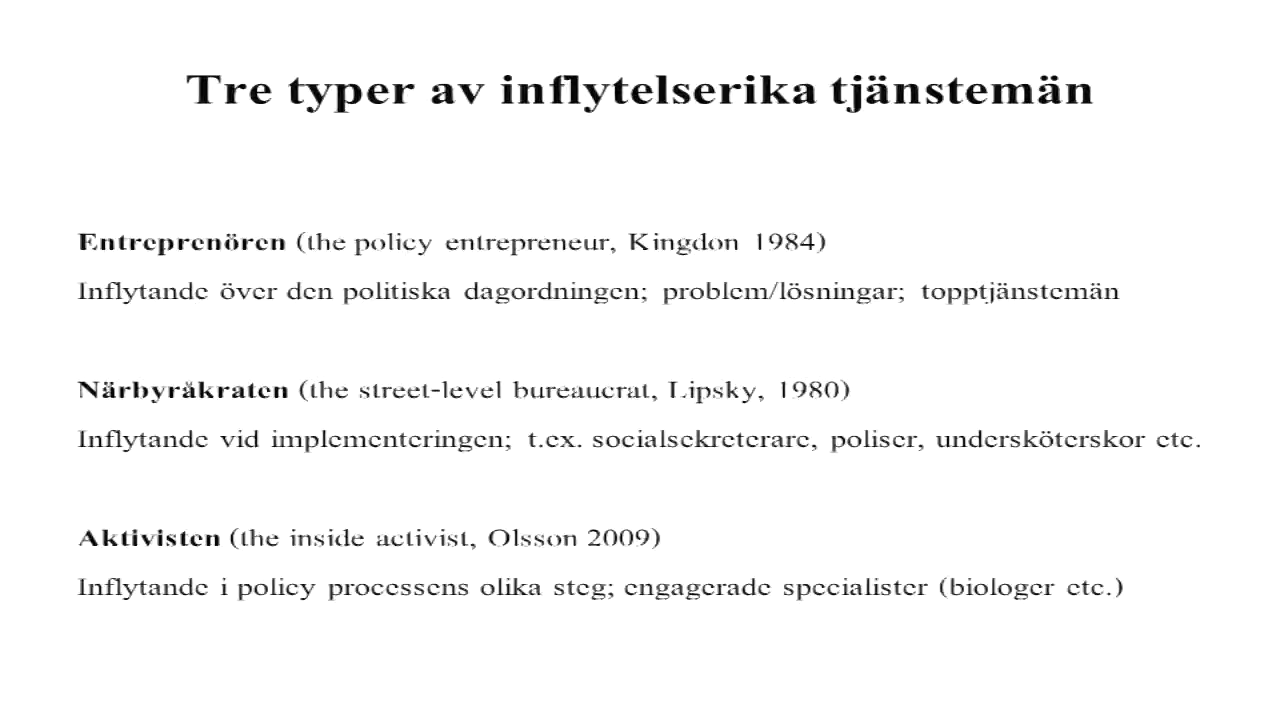 Tre typer av inflytelserika tjänstemän
Entreprenören (the policy entrepreneur, Kingdon 1984)
Inflytande över den politiska dagordningen; problem/lösningar; topptjänstemän
Närbyråkraten (the street-level bureaucrat, Lipsky, 1980)
Inflytande vid implementeringen; t.ex. socialsekreterare, poliser, undersköterskor etc.
Aktivisten (the inside activist, Olsson 2009)
Inflytande i policy processens olika steg; engagerade specialister (biologer etc.)